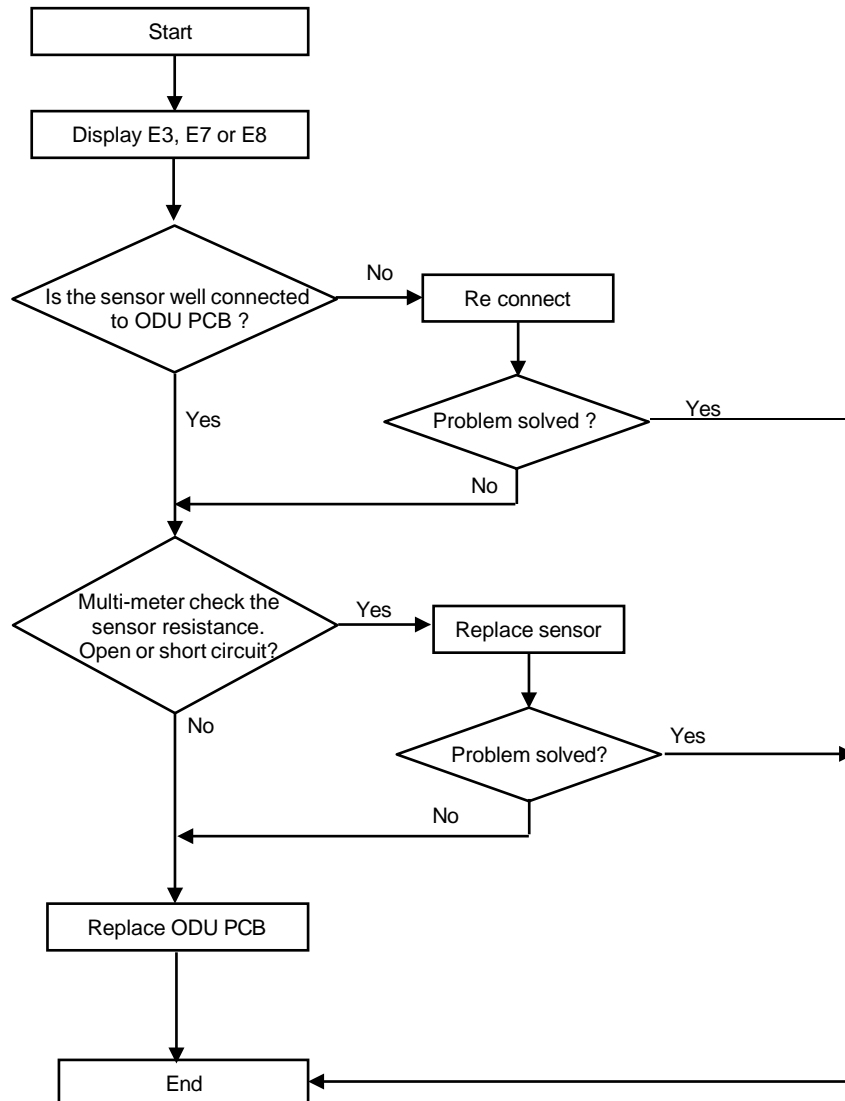 Start
Display E3, E7 or E8
Is the sensor well connected
to ODU PCB ?
No
Re connect
Yes
Problem solved ?
Yes
No
Multi-meter check the
sensor resistance.
Open or short circuit?
Yes
Replace sensor
No
Problem solved?
Yes
No
Replace ODU PCB
End